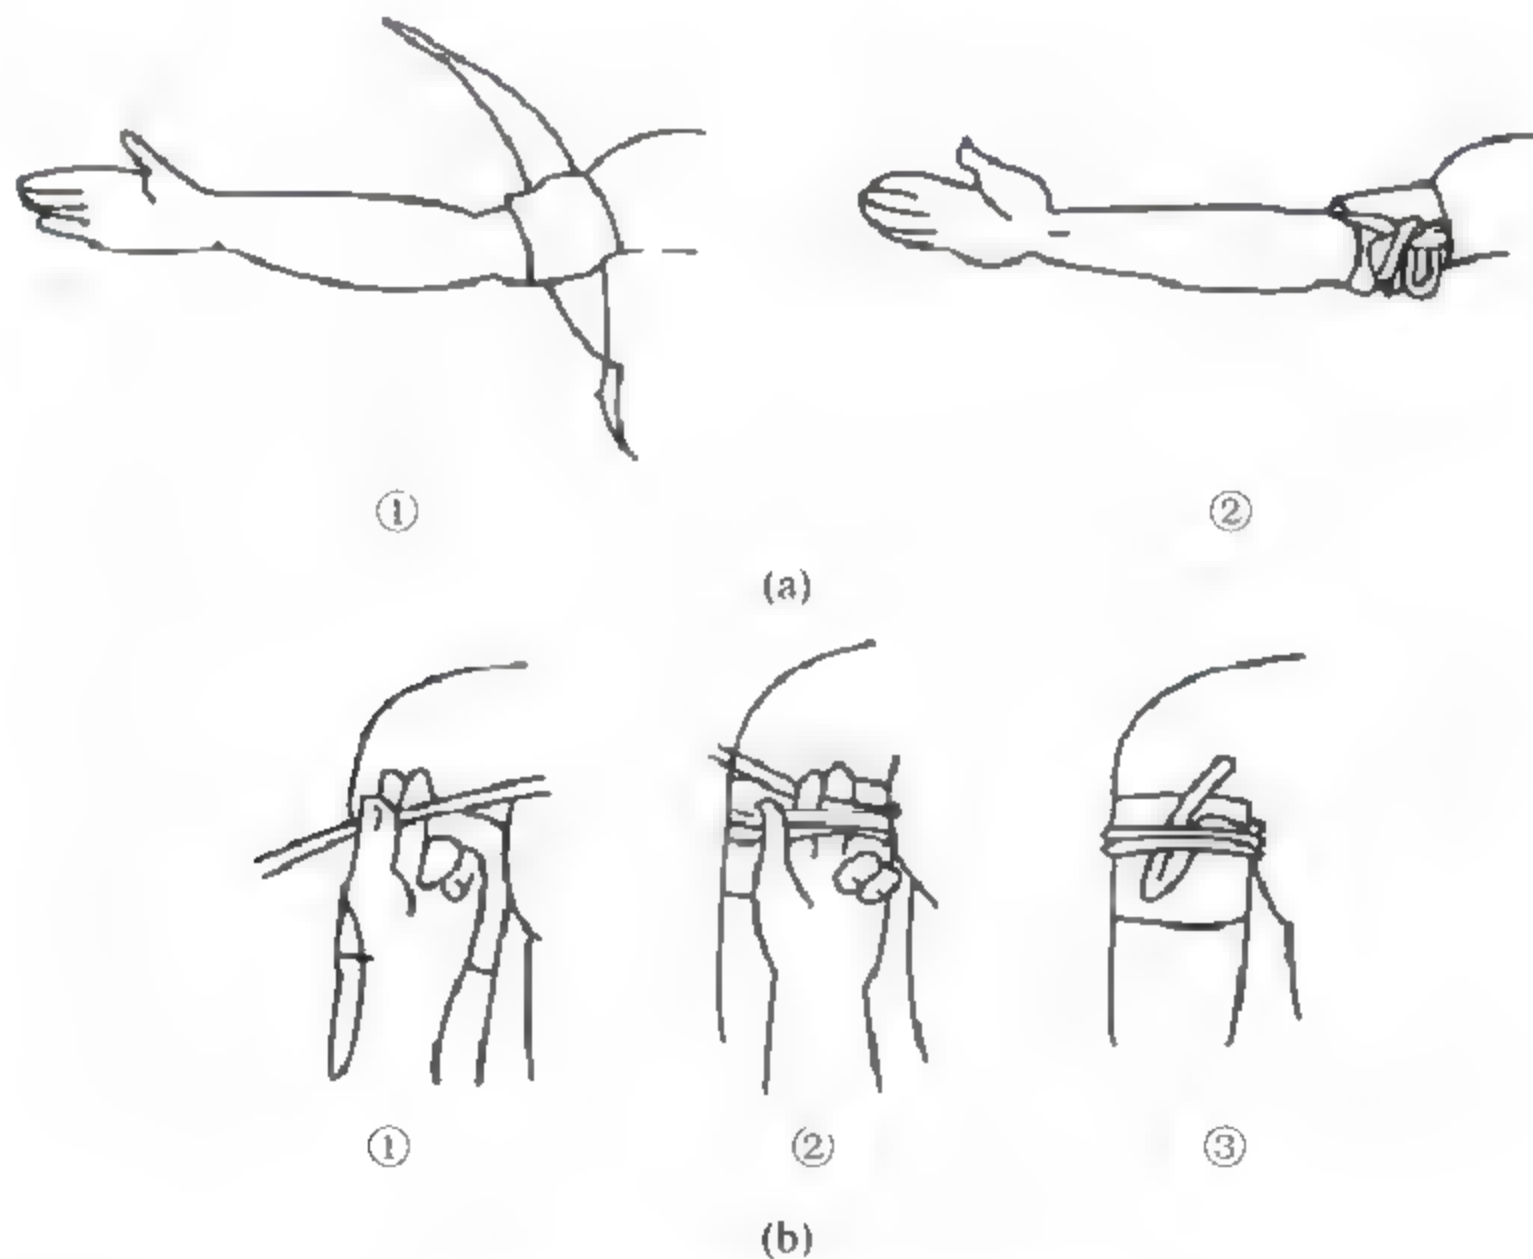 ① ②
(a)
① ② ③
(b)